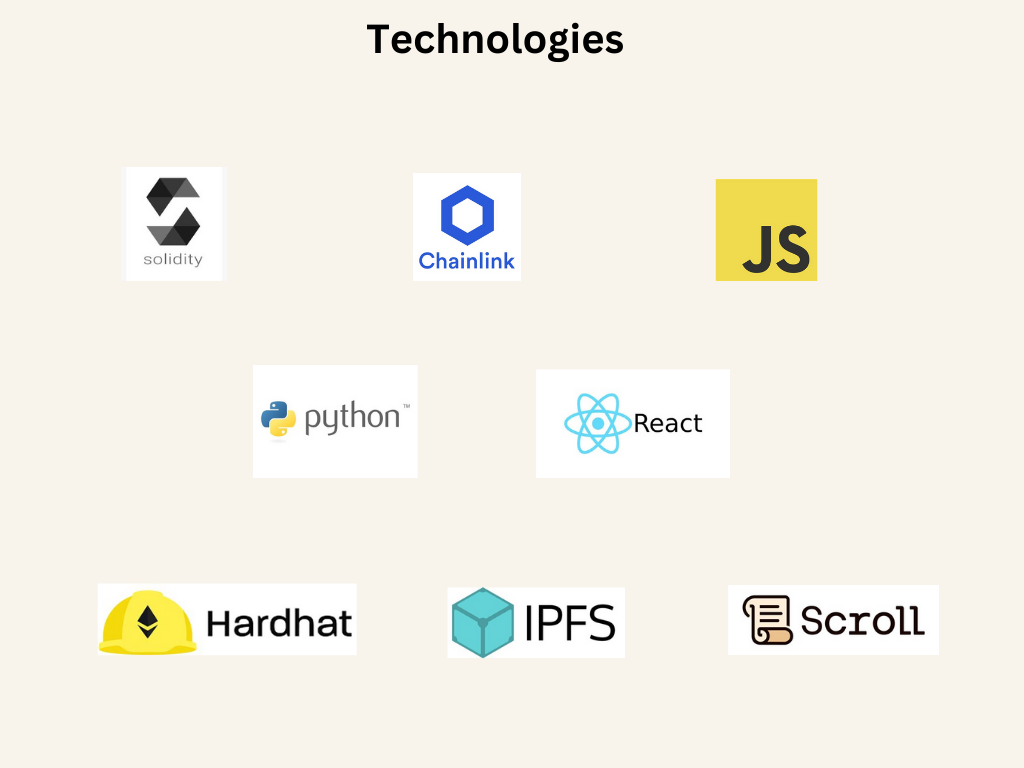 Technologies
solidity
Chainlink
JS
python™
React
Hardhat
IPFS
Scroll